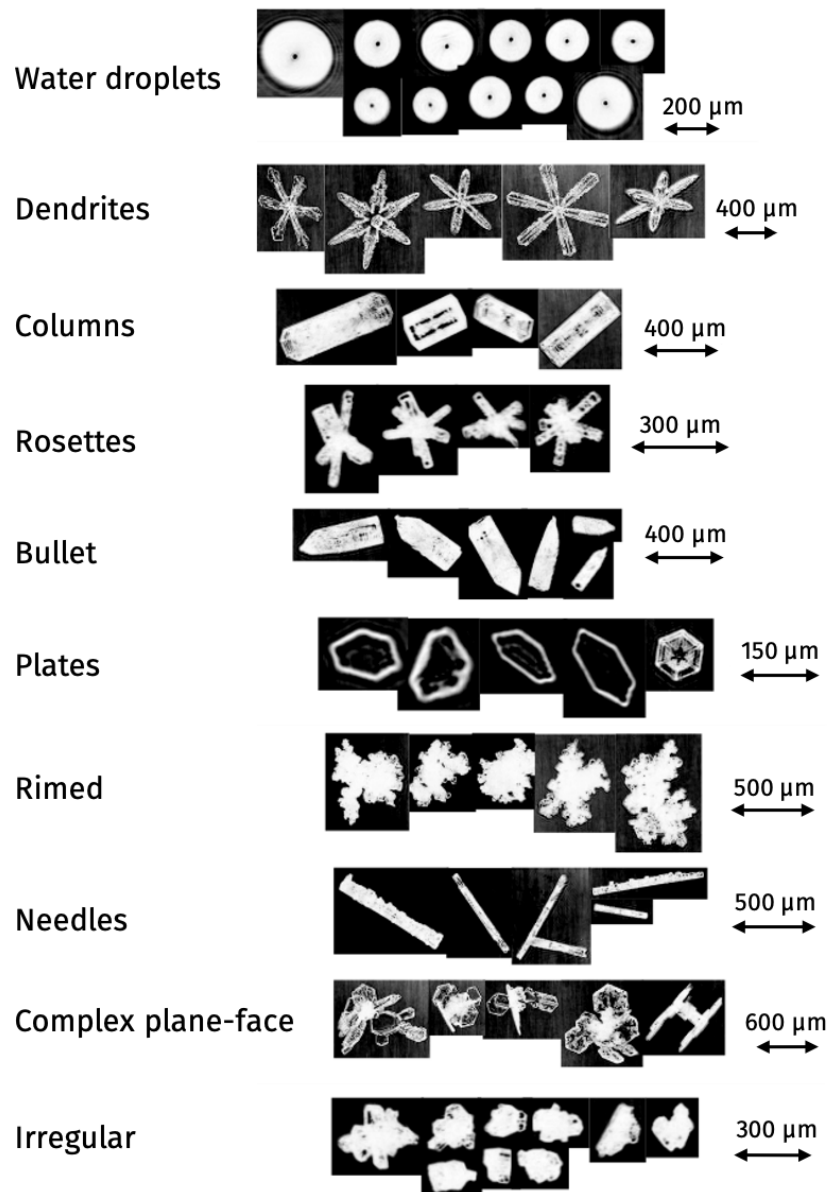 Water droplets
200 µm
Dendrites
400 µm
Columns
400 µm
Rosettes
300 µm
Bullet
400 µm
Plates
150 µm
Rimed
500 µm
Needles
500 µm
Complex plane-face
600 µm
Irregular
300 µm